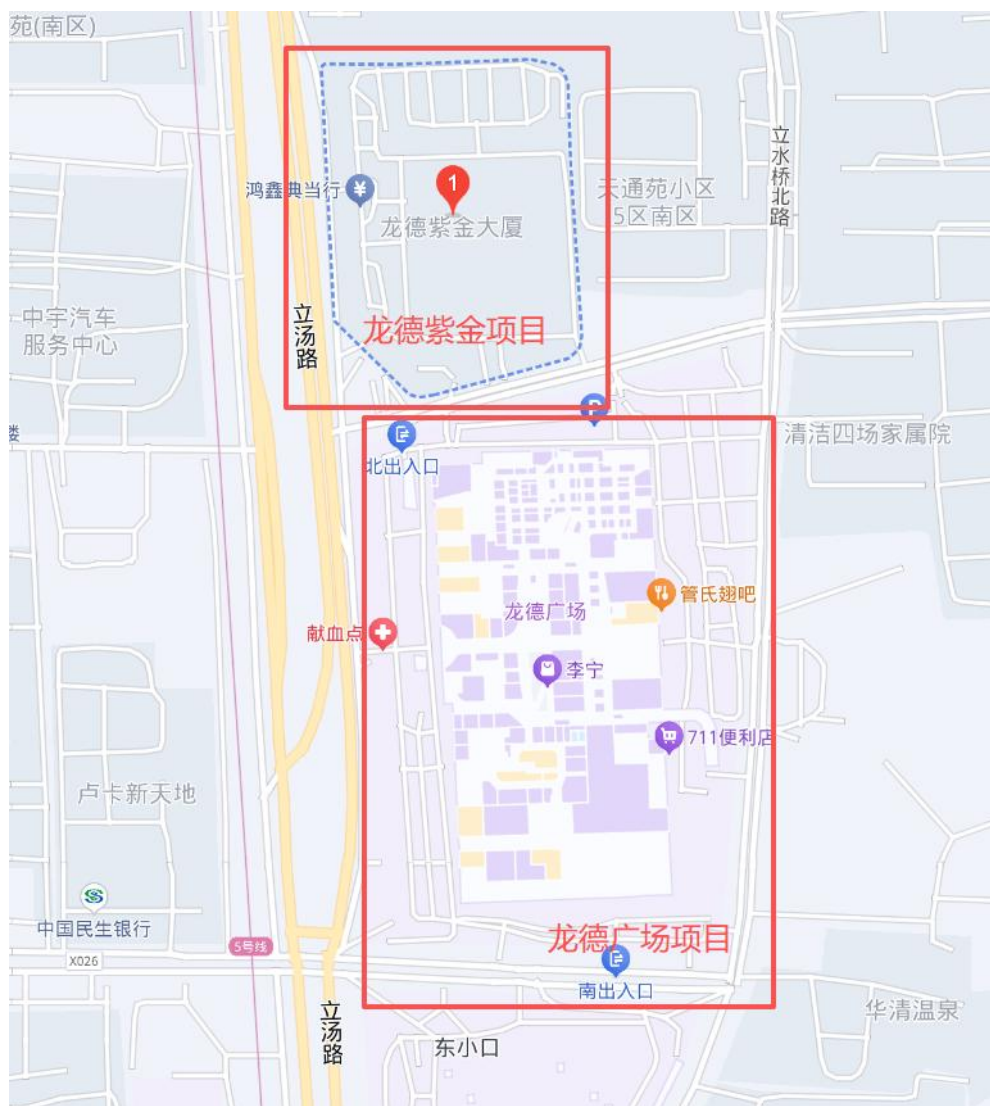 苑(南区)
立水桥北路
鸿鑫典当行
1
天通苑小区
5区南区
龙德紫金大厦
中宇汽车
服务中心
立汤路
龙德紫金项目
P
楼
清洁四场家属院
北出入口
管氏翅吧
龙德广场
献血点
李宁
711便利店
卢卡新天地
中国民生银行
5号线
龙德广场项目
X026
南出入口
华清温泉
立汤路
东小口